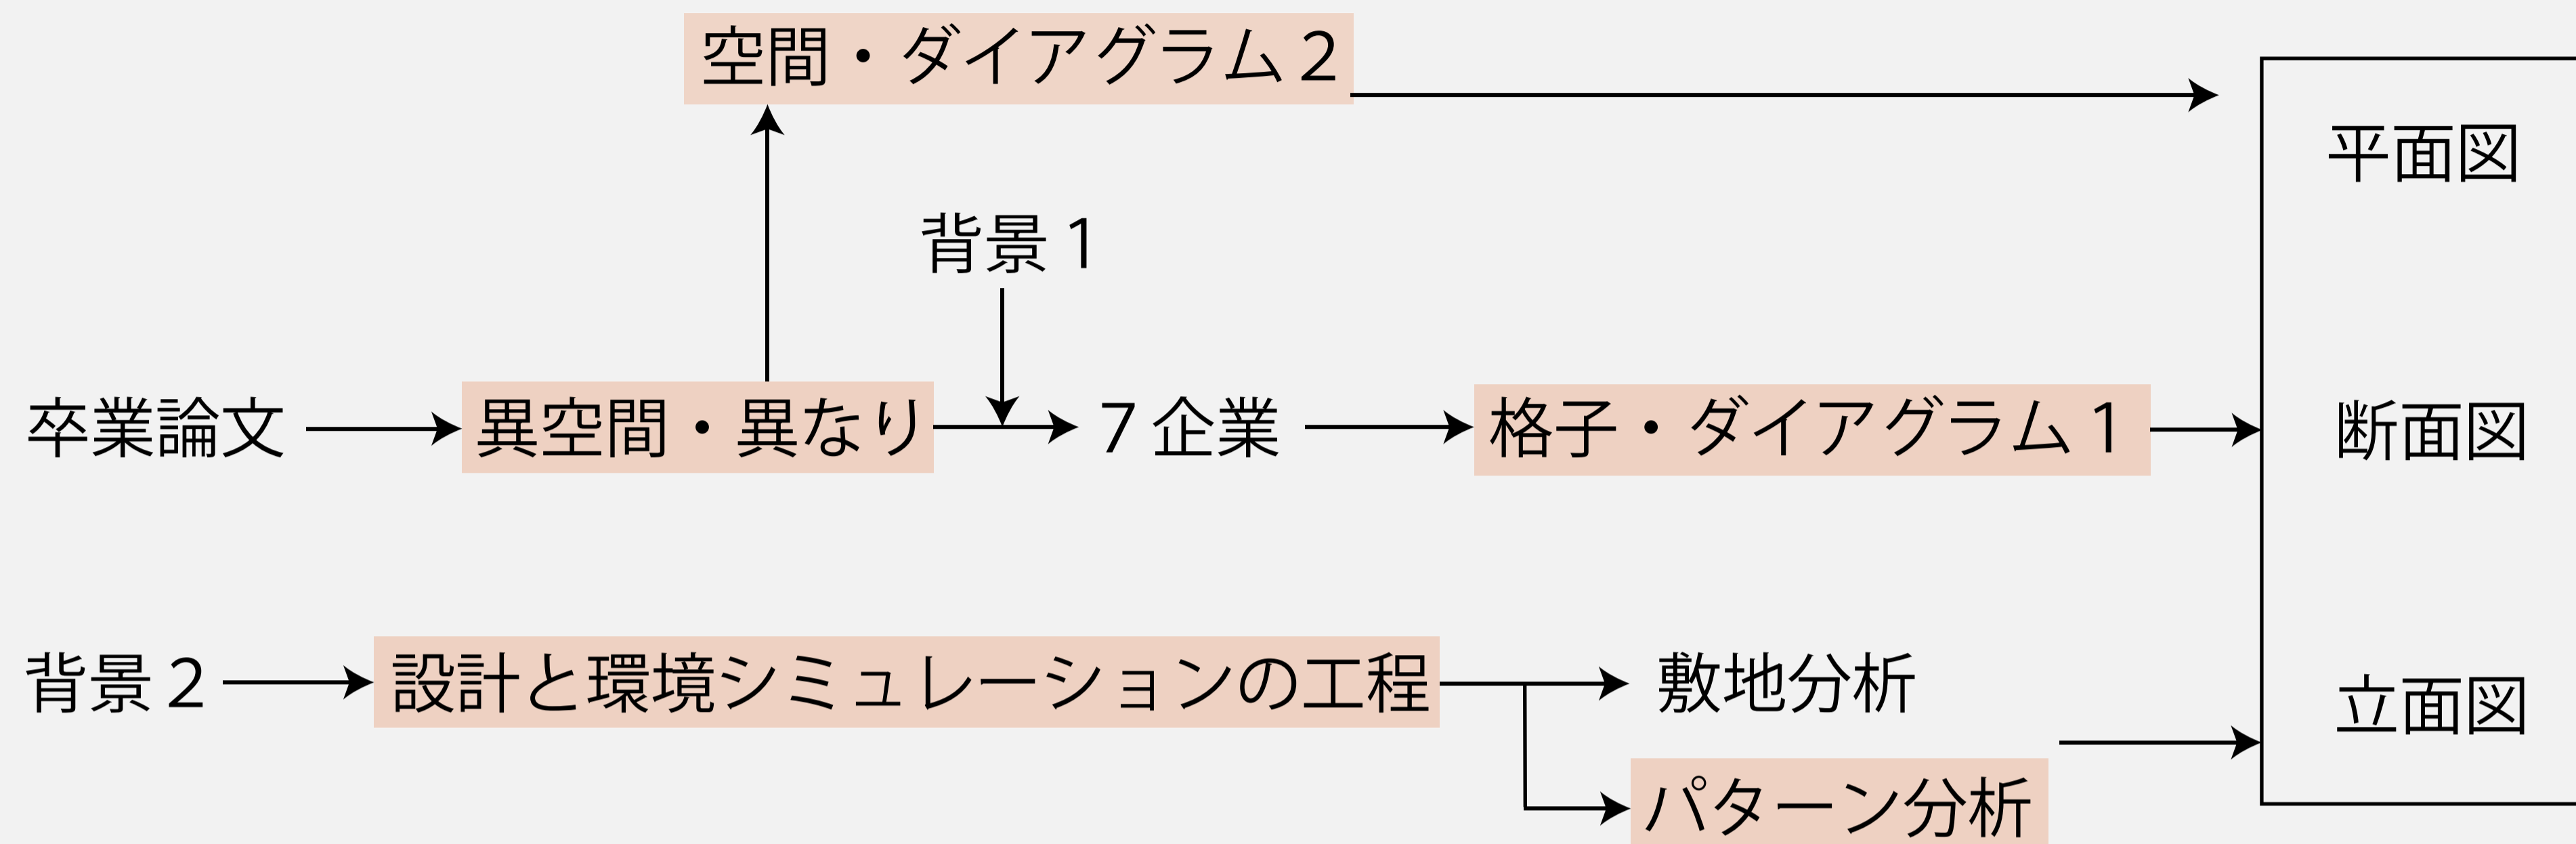 空間・ダイアグラム 2
平面図
背景 1
卒業論文
異空間・異なり
7 企業
格子・ダイアグラム 1
断面図
背景 2
設計と環境シミュレーションの工程
敷地分析
立面図
パターン分析